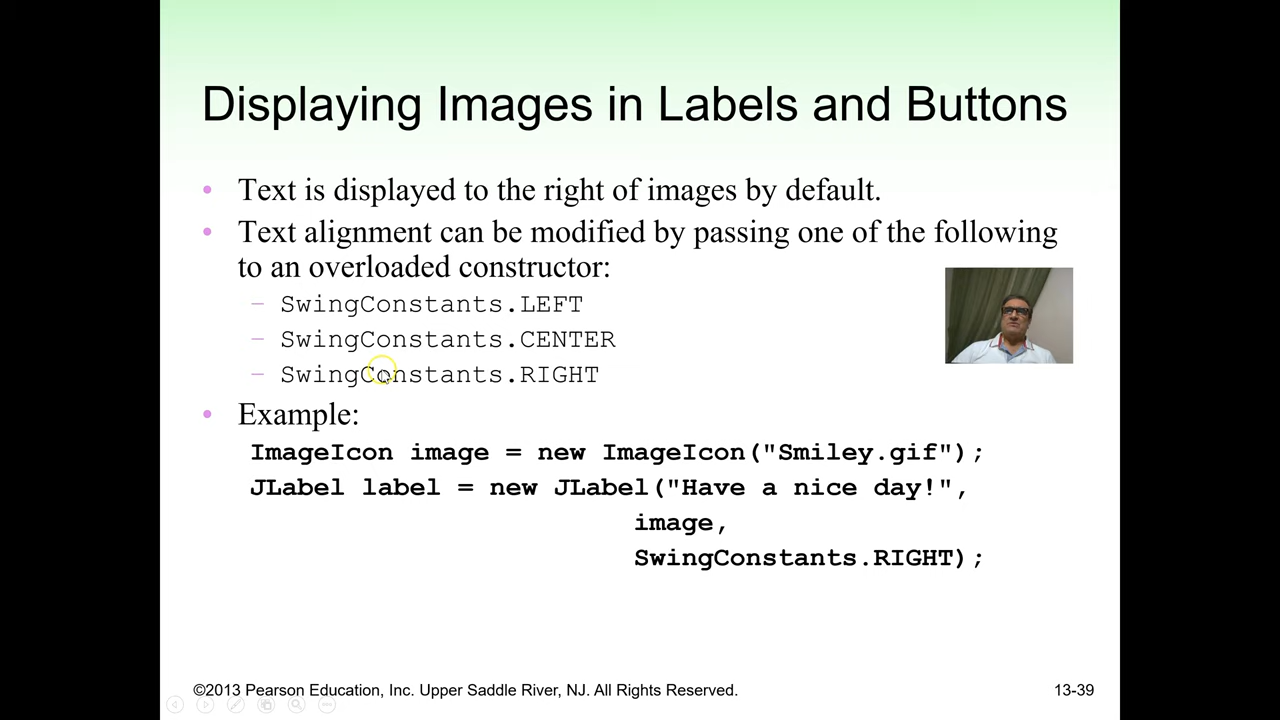 Displaying Images in Labels and Buttons
• Text is displayed to the right of images by default.
• Text alignment can be modified by passing one of the following
to an overloaded constructor:
– SwingConstants.LEFT
– SwingConstants.CENTER
– SwingConstants.RIGHT
• Example:
ImageIcon image = new ImageIcon("Smiley.gif");
JLabel label = new JLabel("Have a nice day!",
image,
SwingConstants.RIGHT);
©2013 Pearson Education, Inc. Upper Saddle River, NJ. All Rights Reserved.
13-39